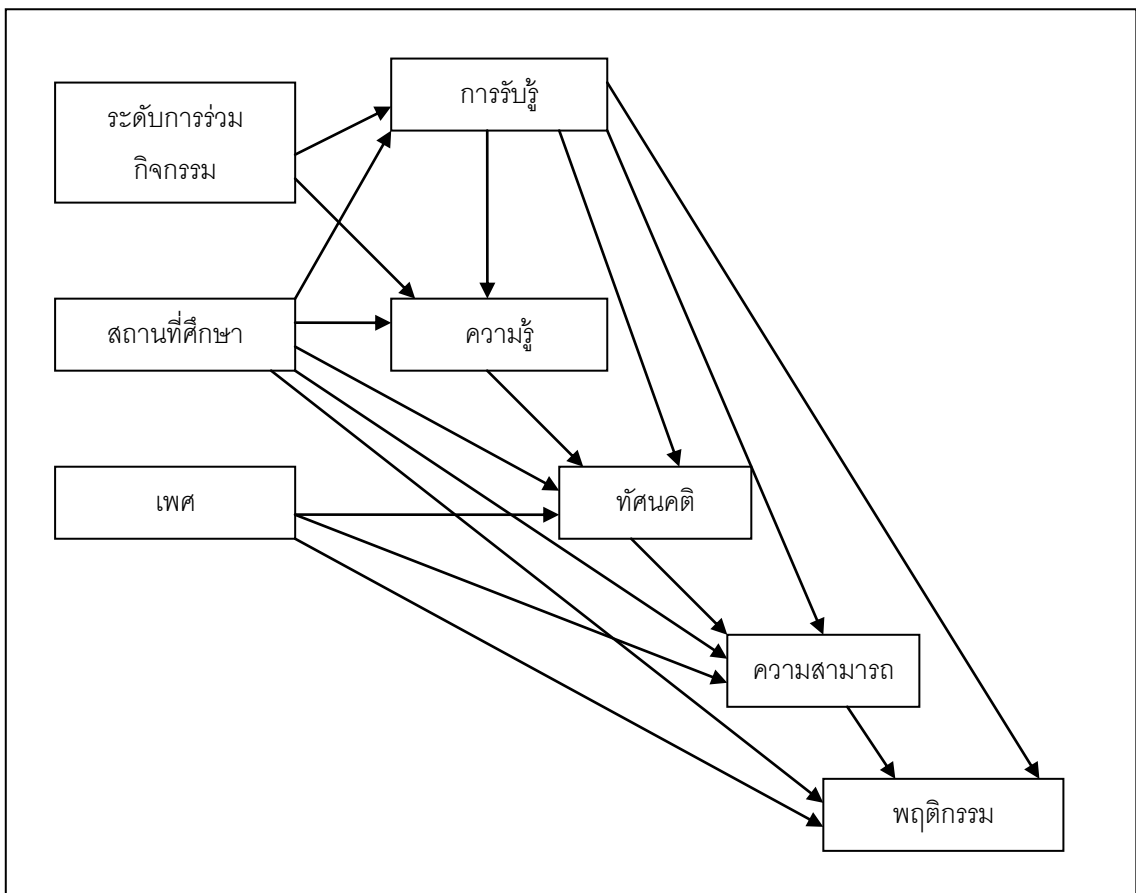 การรับรู้
ระดับการร่วม
กิจกรรม
สถานที่ศึกษา
ความรู้
เพศ
ทัศนคติ
ความสามารถ
พฤติกรรม